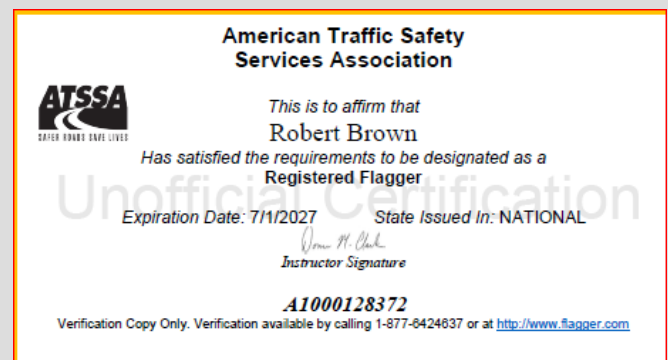 American Traffic Safety
Services Association
ATSSA
SAFER ROADS SAVE LIVES
This is to affirm that
Robert Brown
Has satisfied the requirements to be designated as a
Registered Flagger
Unofficial Certification
Expiration Date: 7/1/2027 State Issued In: NATIONAL
Instructor Signature
A1000128372
Verification Copy Only. Verification available by calling 1-877-6424637 or at http://www.flagger.com